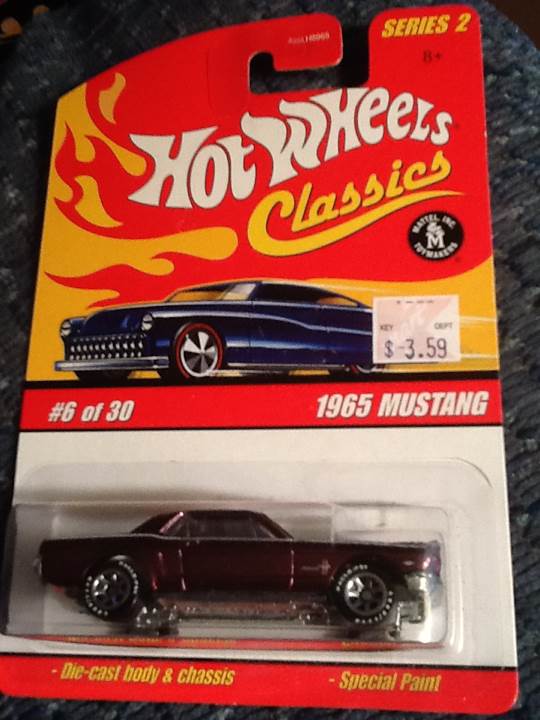 SERIES 2
8+
HOT WHEELS
Classics
MATTEL, INC.
M
TOYMAKERS
KEY DEPT
$-3.59
#6 of 30
1965 MUSTANG
- Die-cast body & chassis
- Special Paint